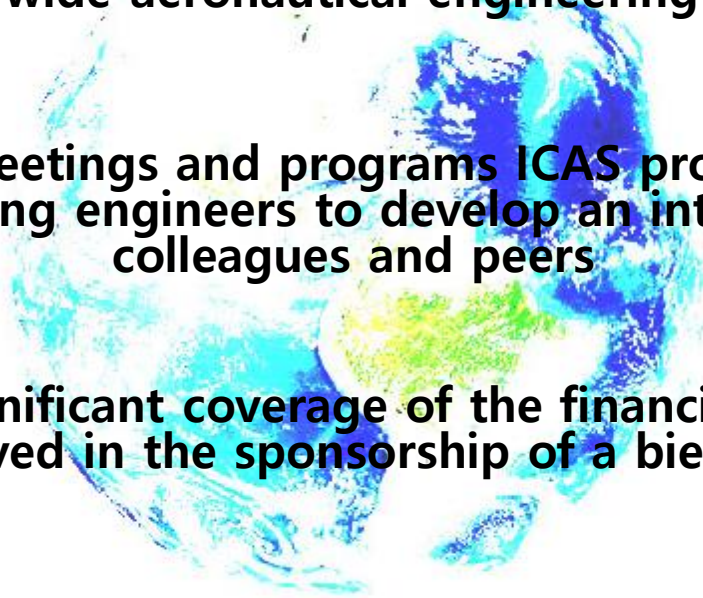 wide aeronautical engineering
eetings and programs ICAS pro
ng engineers to develop an int
colleagues and peers
nificant coverage of the financi
ed in the sponsorship of a bie